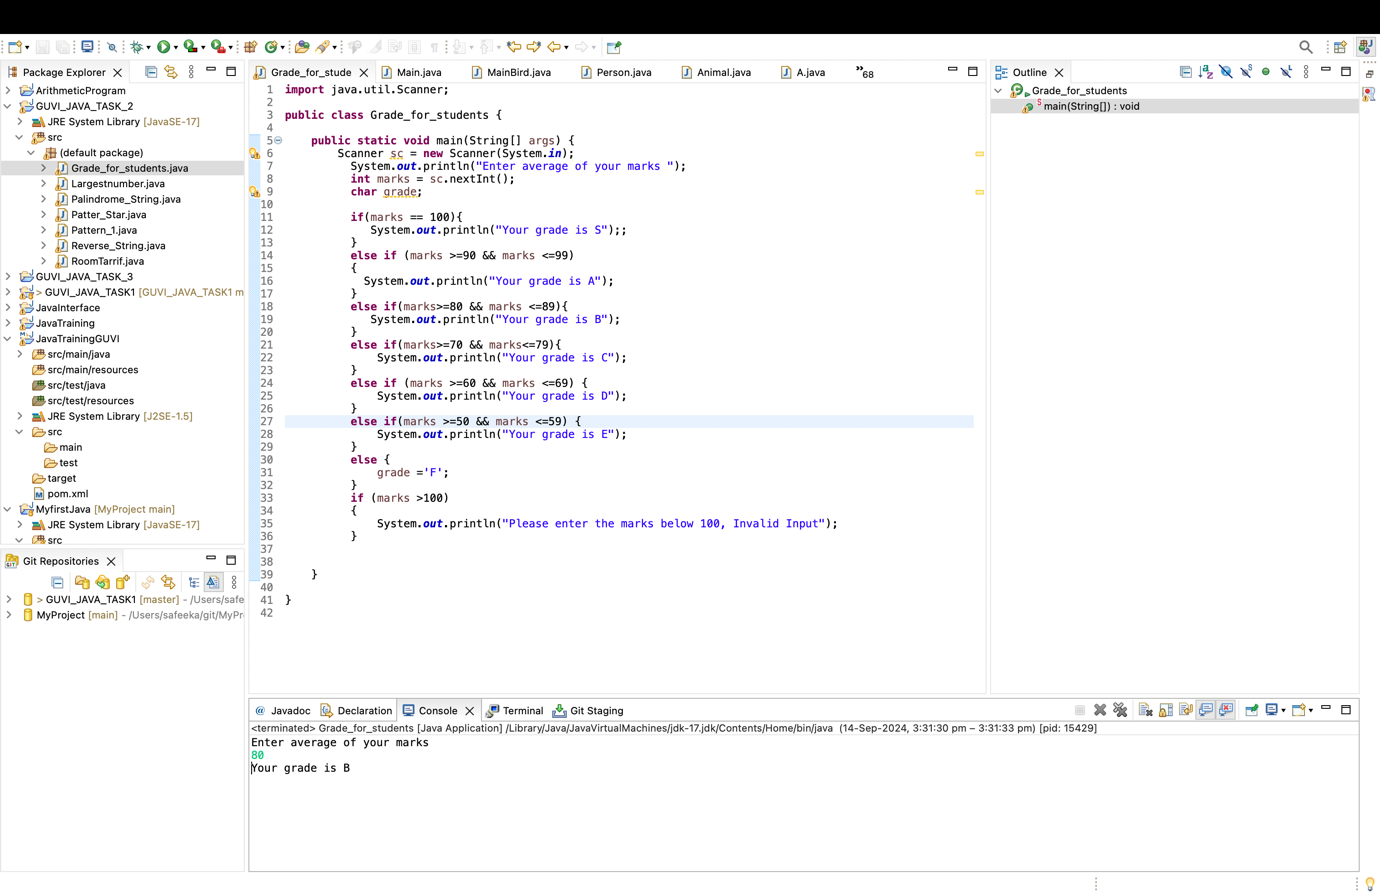 Package Explorer
ArithmeticProgram
GUVI_JAVA_TASK_2
JRE System Library [JavaSE-17]
src
(default package)
Grade_for_students.java
Largestnumber.java
Palindrome_String.java
Patter_Star.java
Pattern_1.java
Reverse_String.java
RoomTarrif.java
GUVI_JAVA_TASK_3
> GUVI_JAVA_TASK1 [GUVI_JAVA_TASK1 m
JavaInterface
JavaTraining
JavaTrainingGUVI
src/main/java
src/main/resources
src/test/java
src/test/resources
JRE System Library [J2SE-1.5]
src
main
test
target
pom.xml
MyfirstJava [MyProject main]
JRE System Library [JavaSE-17]
src
Git Repositories
> GUVI_JAVA_TASK1 [master] - /Users/safe
MyProject [main] - /Users/safeeka/git/MyPr
Grade_for_stude Main.java MainBird.java Person.java Animal.java A.java »68
1 import java.util.Scanner;
2
3 public class Grade_for_students {
4
5 public static void main(String[] args) {
6 Scanner sc = new Scanner(System.in);
7 System.out.println("Enter average of your marks ");
8 int marks = sc.nextInt();
9 char grade;
10
11 if(marks == 100){
12 System.out.println("Your grade is S");;
13 }
14 else if (marks >=90 && marks <=99)
15 {
16 System.out.println("Your grade is A");
17 }
18 else if(marks>=80 && marks <=89){
19 System.out.println("Your grade is B");
20 }
21 else if(marks>=70 && marks<=79){
22 System.out.println("Your grade is C");
23 }
24 else if (marks >=60 && marks <=69) {
25 System.out.println("Your grade is D");
26 }
27 else if(marks >=50 && marks <=59) {
28 System.out.println("Your grade is E");
29 }
30 else {
31 grade ='F';
32 }
33 if (marks >100)
34 {
35 System.out.println("Please enter the marks below 100, Invalid Input");
36 }
37
38
39 }
40
41 }
42
Outline
Grade_for_students
main(String[]) : void
Javadoc Declaration Console Terminal Git Staging
<terminated> Grade_for_students [Java Application] /Library/Java/JavaVirtualMachines/jdk-17.jdk/Contents/Home/bin/java (14-Sep-2024, 3:31:30 pm – 3:31:33 pm) [pid: 15429]
Enter average of your marks
80
Your grade is B